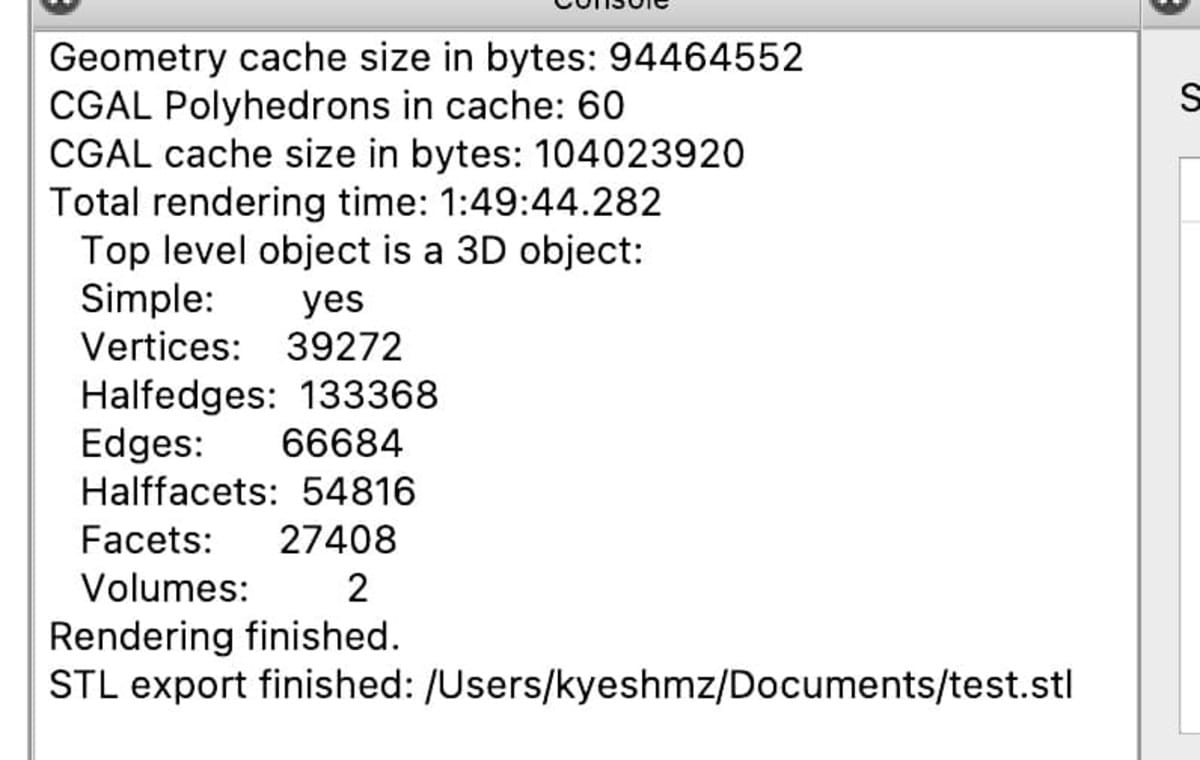 Console
Geometry cache size in bytes: 94464552
CGAL Polyhedrons in cache: 60
CGAL cache size in bytes: 104023920
Total rendering time: 1:49:44.282
Top level object is a 3D object:
Simple: yes
Vertices: 39272
Halfedges: 133368
Edges: 66684
Halffacets: 54816
Facets: 27408
Volumes: 2
Rendering finished.
STL export finished: /Users/kyeshmz/Documents/test.stl